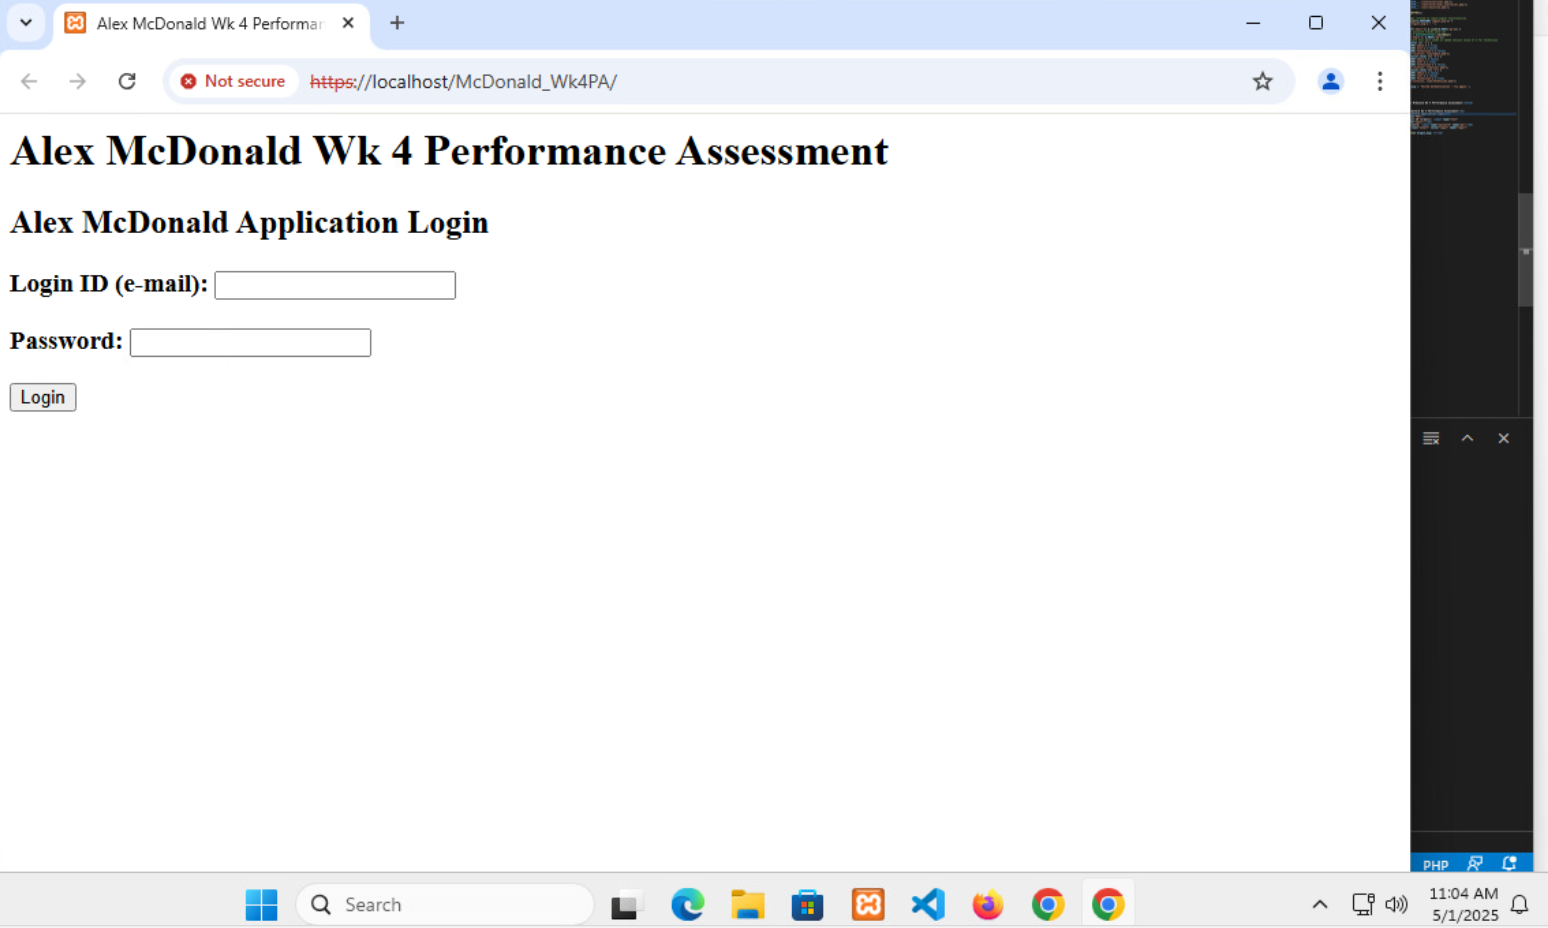 Alex McDonald Wk 4 Performan
Not secure https://localhost/McDonald_Wk4PA/
Alex McDonald Wk 4 Performance Assessment
Alex McDonald Application Login
Login ID (e-mail):
Password:
Login
PHP
Search
11:04 AM
5/1/2025